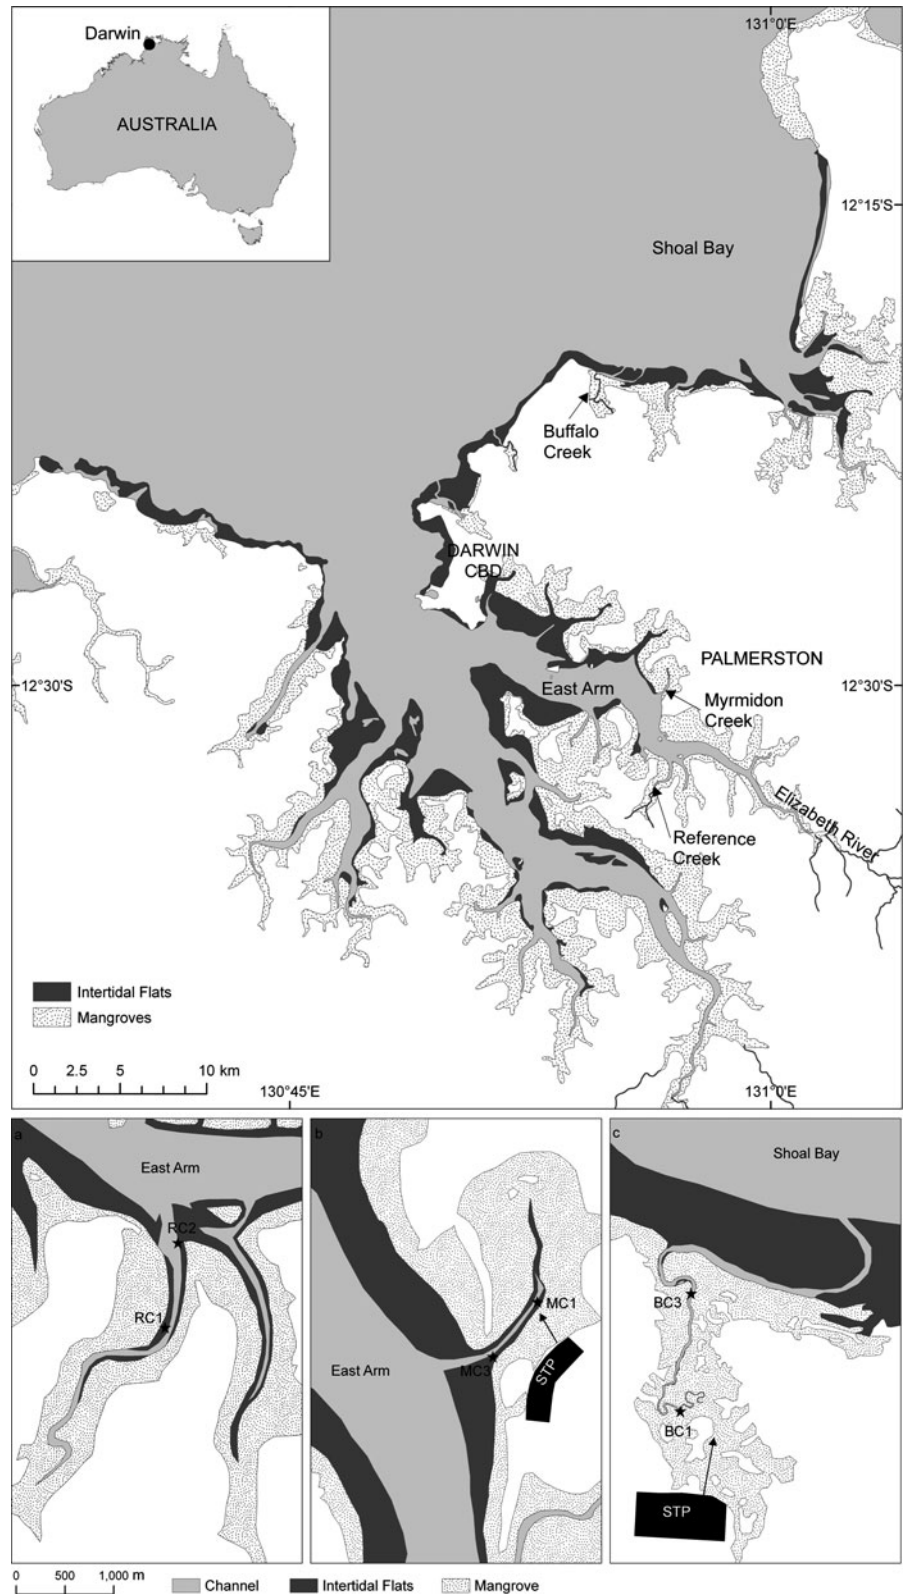 131°0'E
Darwin
AUSTRALIA
12°15'S
Shoal Bay
Buffalo
Creek
DARWIN
CBD
PALMERSTON
12°30'S
12°30'S
East Arm
Myrmidon
Creek
Elizabeth River
Reference
Creek
Intertidal Flats
Mangroves
0 2.5 5 10 km
130°45'E
131°0'E
a
East Arm
RC2
RC1
b
MC1
MC3
East Arm
STP
c
Shoal Bay
BC3
BC1
STP
0 500 1,000 m
Channel
Intertidal Flats
Mangrove